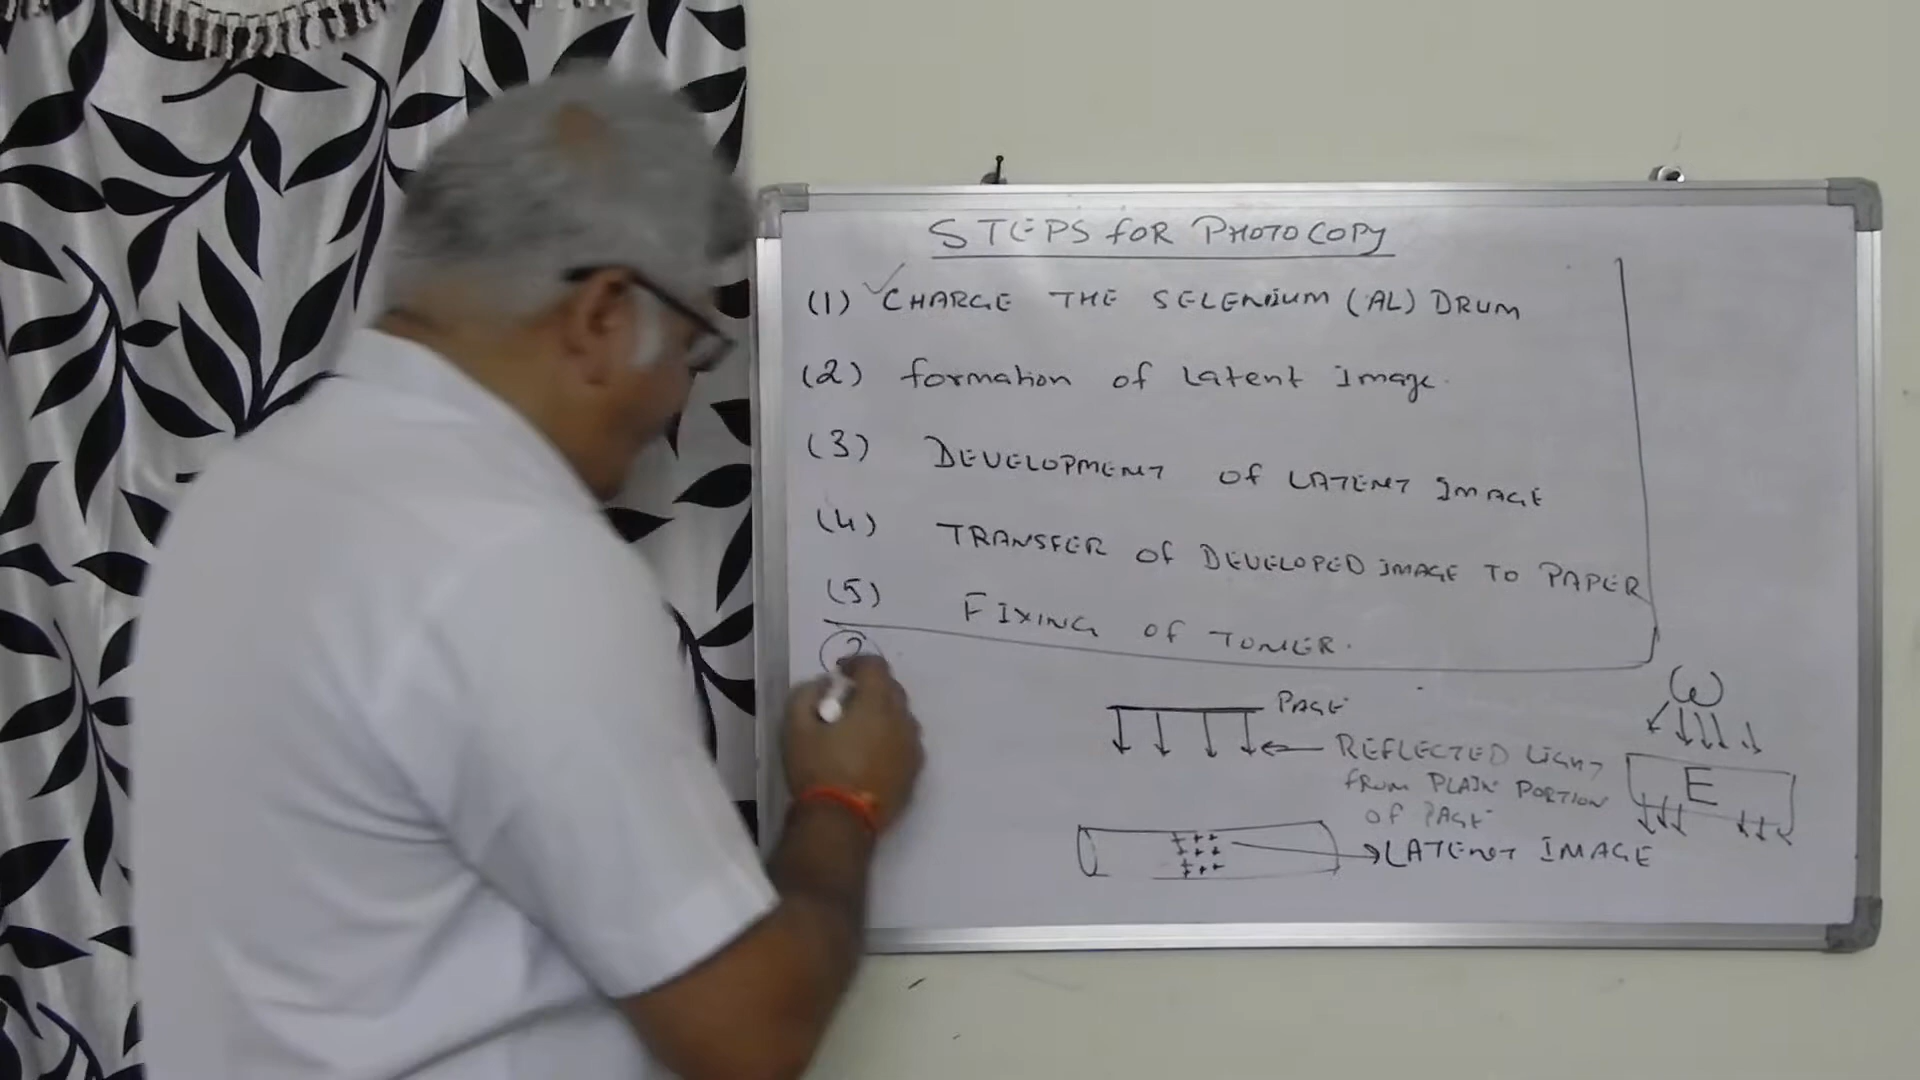 STEPS FOR PHOTOCOPY
(1) CHARGE THE SELENIUM (AL) DRUM
(2) formation of Latent Image.
(3) DEVELOPMENT of LATENT IMAGE
(4) TRANSFER of DEVELOPED IMAGE TO PAPER
(5) FIXING of TONER.
PAGE
REFLECTED LIGHT
FROM PLAIN PORTION
of PAGE
E
LATENT IMAGE